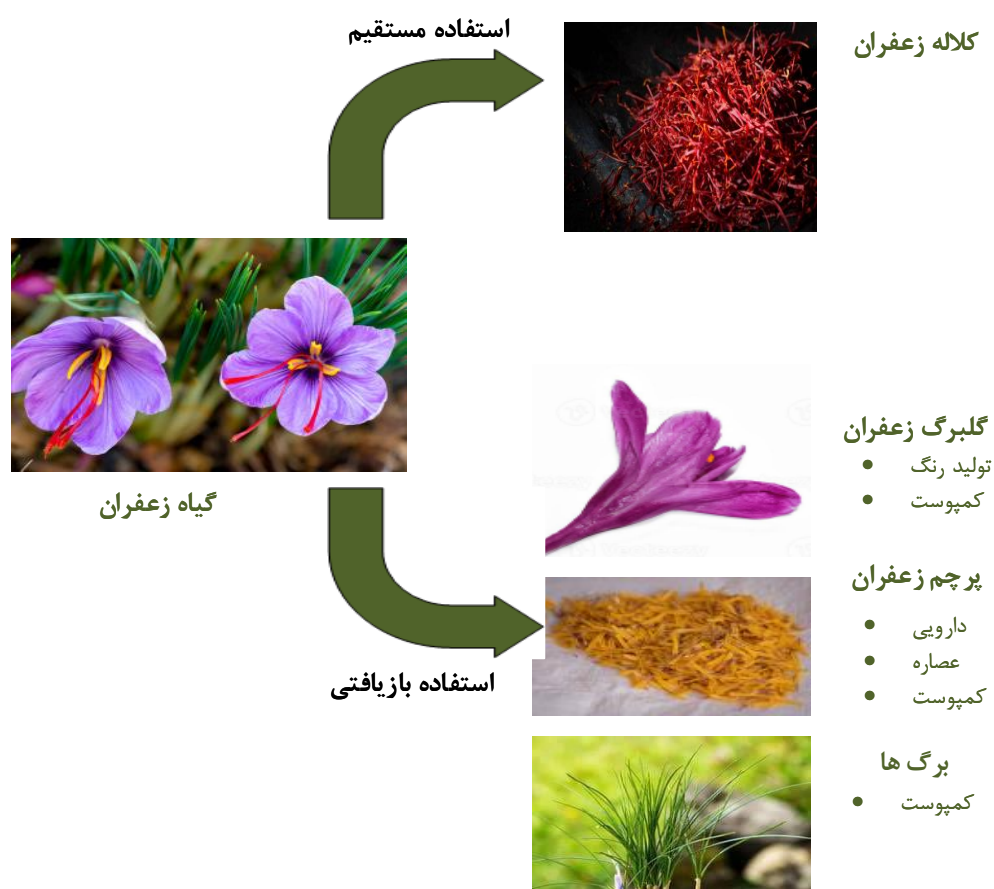 استفاده مستقیم
کلاله زعفران
گیاه زعفران
گلبرگ زعفران
• تولید رنگ
• کمپوست
پرچم زعفران
• دارویی
• عصاره
• کمپوست
استفاده بازیافتی
برگ ها
• کمپوست